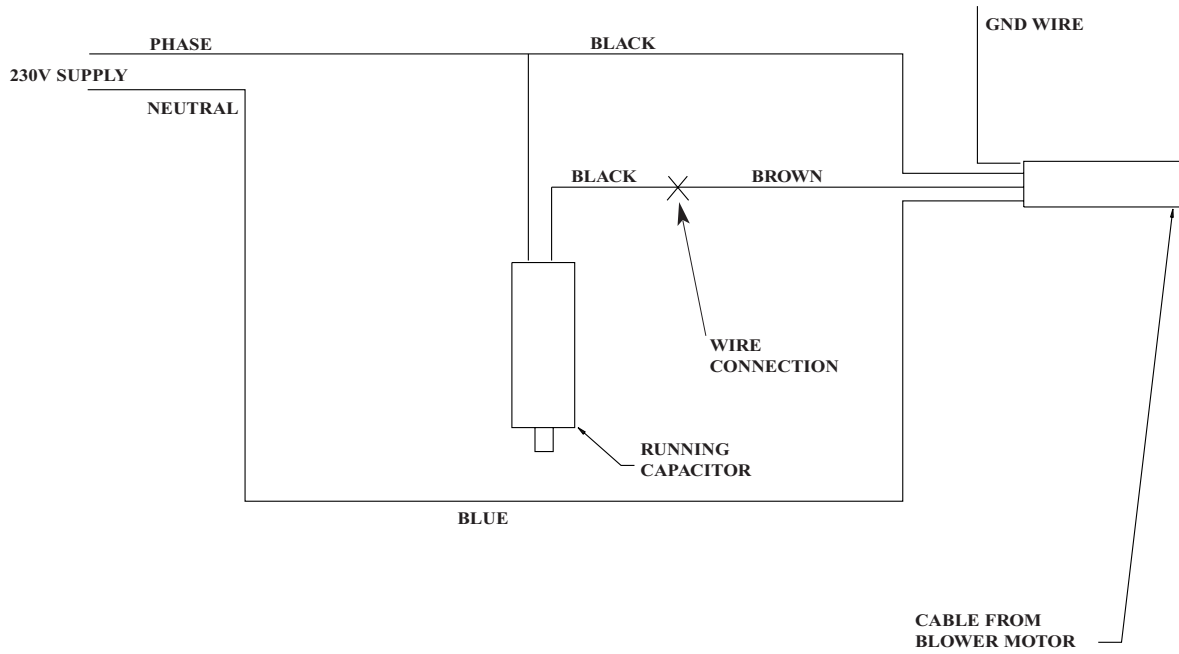 GND WIRE
PHASE
BLACK
230V SUPPLY
NEUTRAL
BLACK
BROWN
WIRE
CONNECTION
RUNNING
CAPACITOR
BLUE
CABLE FROM
BLOWER MOTOR